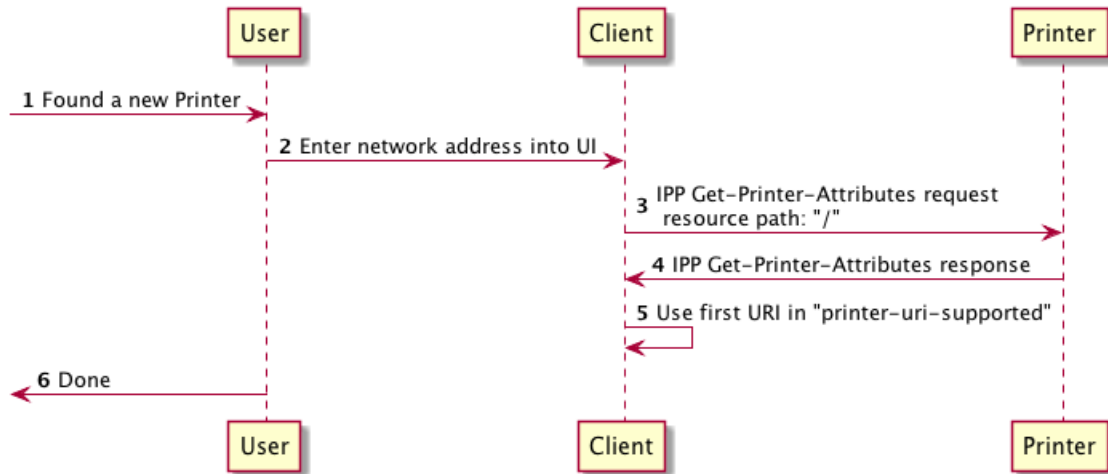 User Client Printer
1 Found a new Printer
2 Enter network address into UI
3 IPP Get-Printer-Attributes request
resource path: "/"
4 IPP Get-Printer-Attributes response
5 Use first URI in "printer-uri-supported"
6 Done
User Client Printer